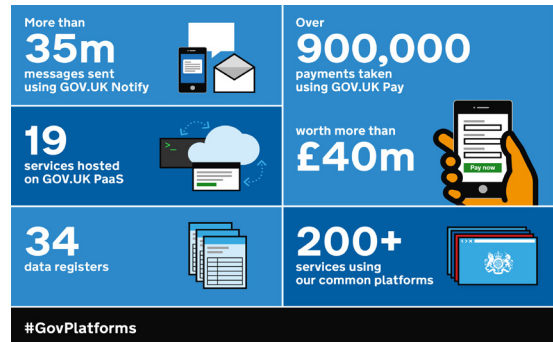 More than
35m
messages sent
using GOV.UK Notify
Over
900,000
payments taken
using GOV.UK Pay
worth more than
£40m
Pay now
19
services hosted
on GOV.UK PaaS
>_
34
data registers
200+
services using
our common platforms
#GovPlatforms